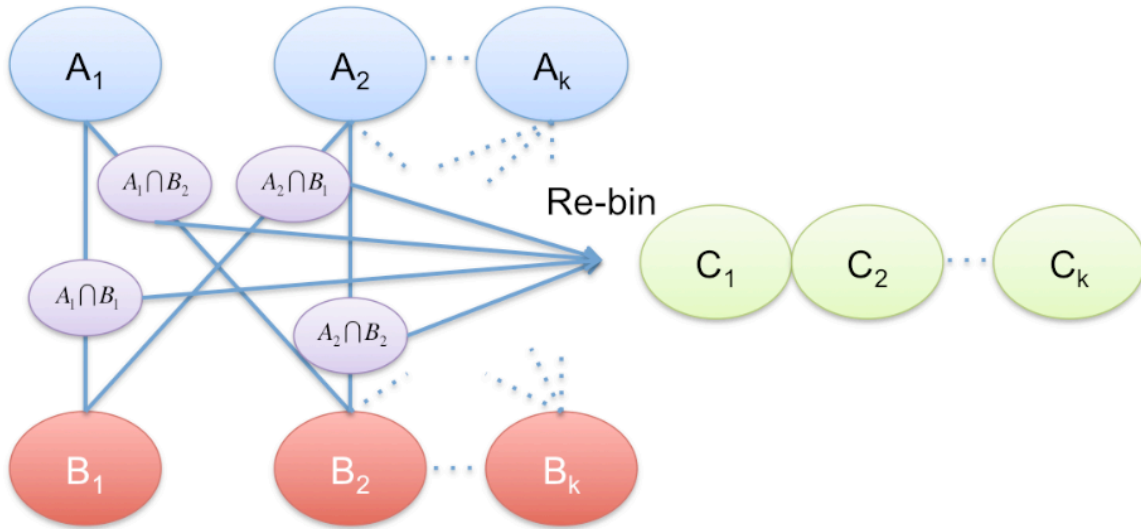 A₁
A₂
Aₖ
A₁∩B₂
A₂∩B₁
Re-bin
A₁∩B₁
C₁
C₂
Cₖ
A₂∩B₂
B₁
B₂
Bₖ